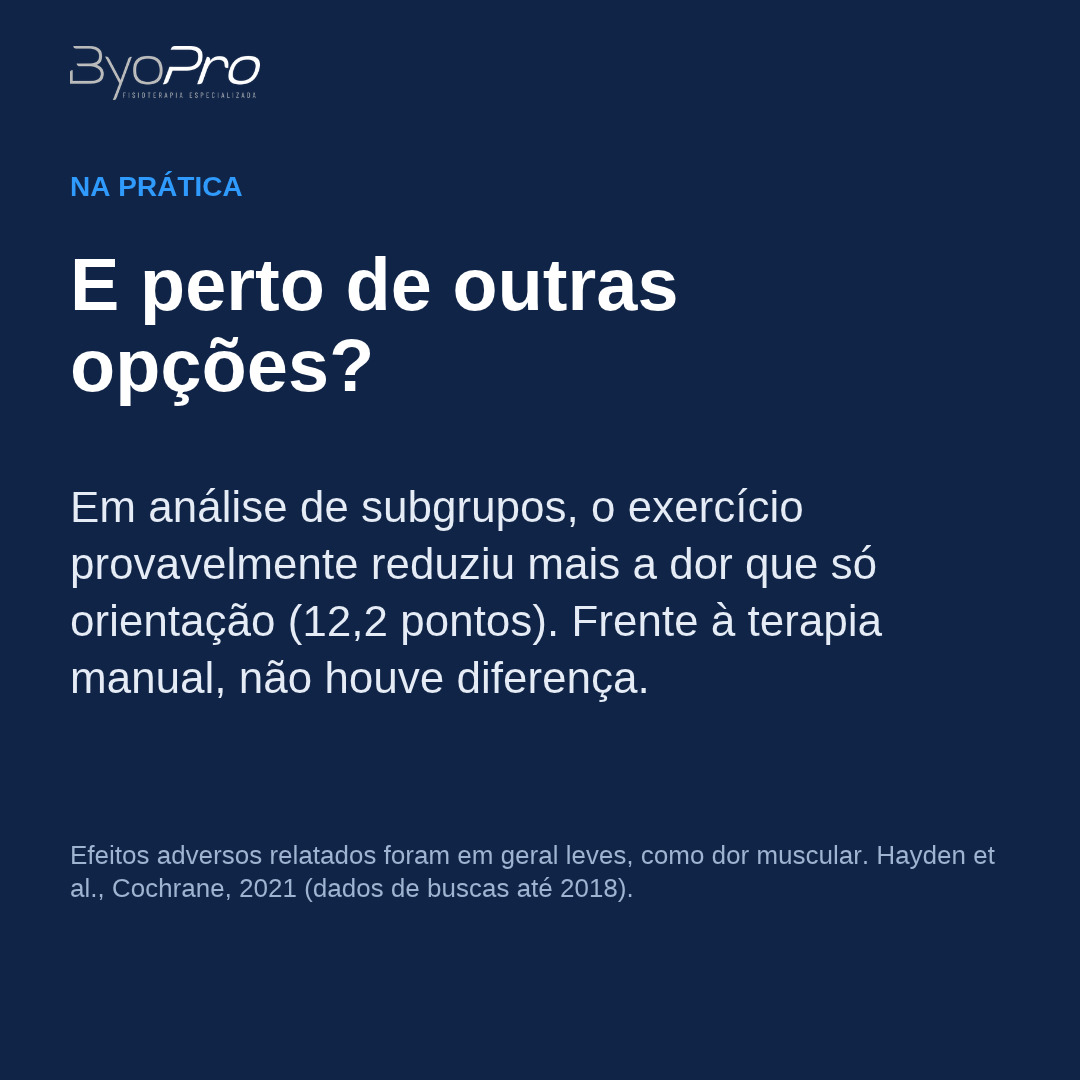 ByoPro
FISIOTERAPIA ESPECIALIZADA
NA PRÁTICA
E perto de outras
opções?
Em análise de subgrupos, o exercício
provavelmente reduziu mais a dor que só
orientação (12,2 pontos). Frente à terapia
manual, não houve diferença.
Efeitos adversos relatados foram em geral leves, como dor muscular. Hayden et
al., Cochrane, 2021 (dados de buscas até 2018).